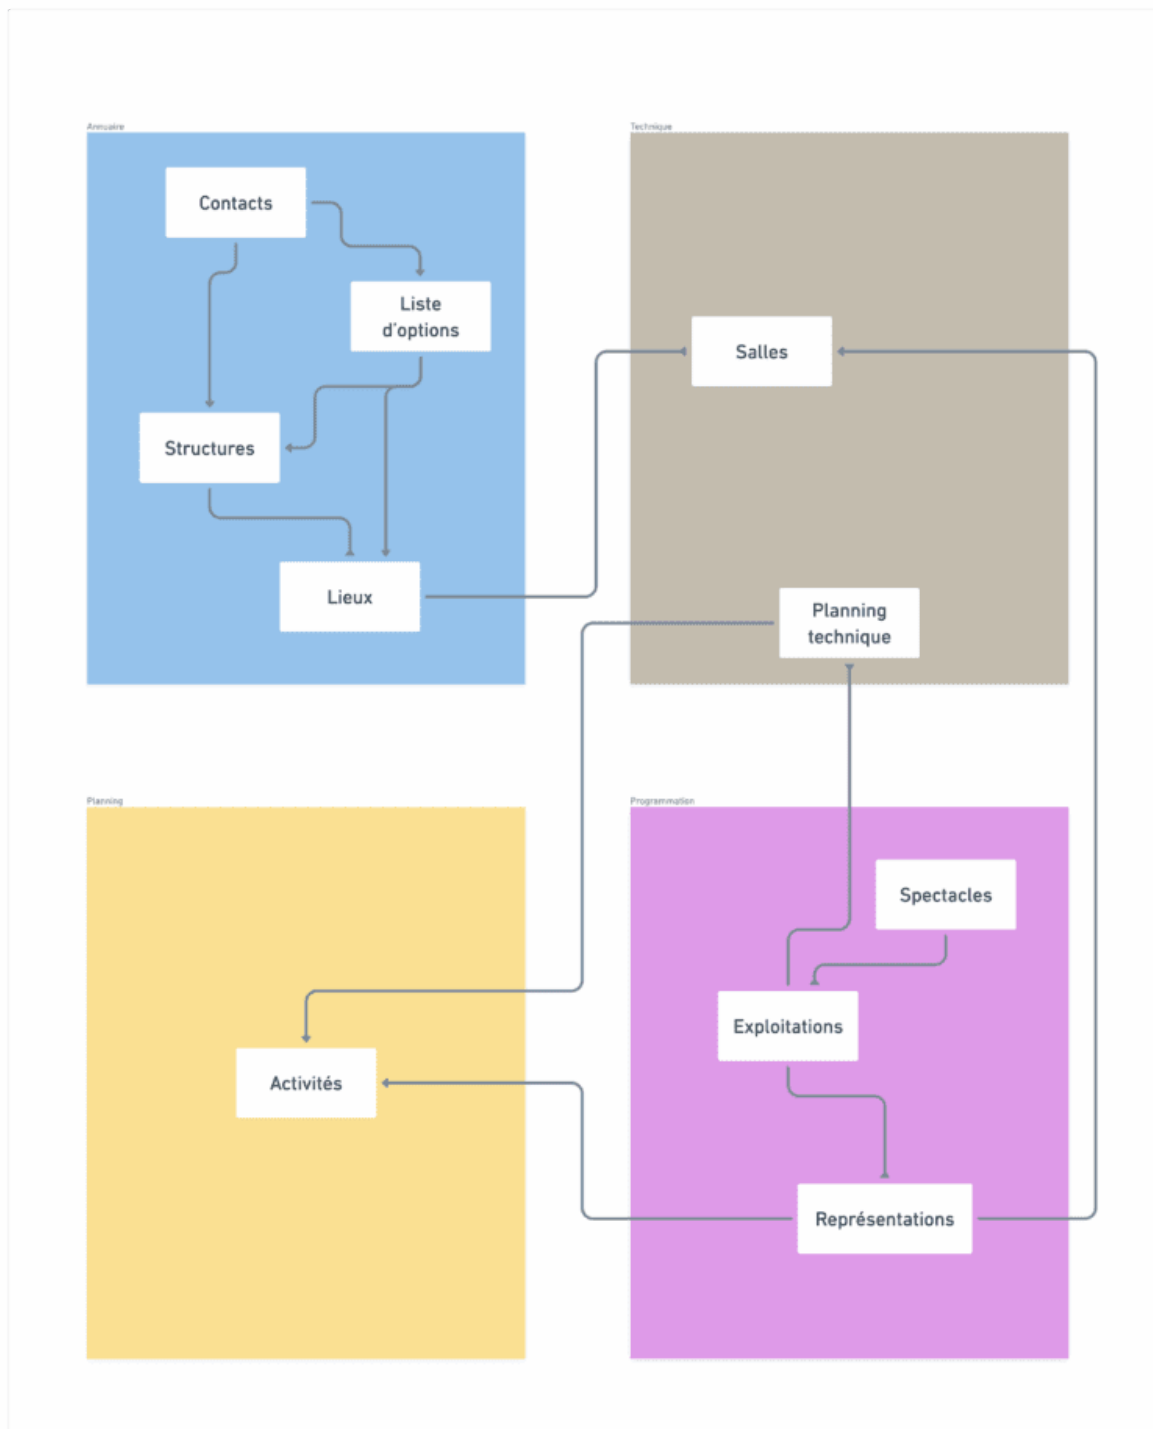 Annuaire
Contacts
Liste
d'options
Structures
Lieux
Technique
Salles
Planning
technique
Planning
Activités
Programmation
Spectacles
Exploitations
Représentations